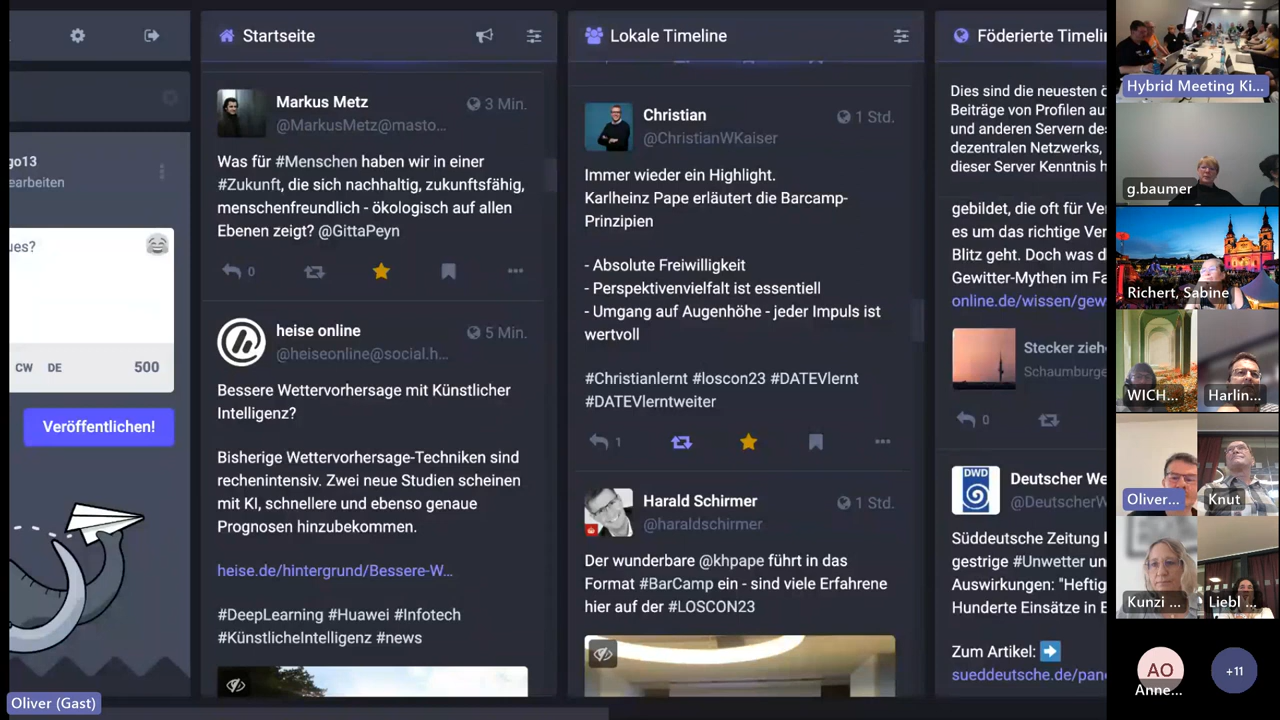 Startseite
Markus Metz
3 Min.
@MarkusMetz@masto...
Was für #Menschen haben wir in einer
#Zukunft, die sich nachhaltig, zukunftsfähig,
menschenfreundlich - ökologisch auf allen
Ebenen zeigt? @GittaPeyn
0
heise online
5 Min.
@heiseonline@social.h...
Bessere Wettervorhersage mit Künstlicher
Intelligenz?
Bisherige Wettervorhersage-Techniken sind
rechenintensiv. Zwei neue Studien scheinen
mit KI, schnellere und ebenso genaue
Prognosen hinzubekommen.
heise.de/hintergrund/Bessere-W...
#DeepLearning #Huawei #Infotech
#KünstlicheIntelligenz #news
go13
earbeiten
ues?
CW DE 500
Veröffentlichen!
Oliver (Gast)
Lokale Timeline
Christian
1 Std.
@ChristianWKaiser
Immer wieder ein Highlight.
Karlheinz Pape erläutert die Barcamp-
Prinzipien
- Absolute Freiwilligkeit
- Perspektivenvielfalt ist essentiell
- Umgang auf Augenhöhe - jeder Impuls ist
wertvoll
#Christianlernt #loscon23 #DATEVlernt
#DATEVlerntweiter
1
Harald Schirmer
1 Std.
@haraldschirmer
Der wunderbare @khpape führt in das
Format #BarCamp ein - sind viele Erfahrene
hier auf der #LOSCON23
Föderierte Timelin
Dies sind die neuesten ö
Beiträge von Profilen au
und anderen Servern des
dezentralen Netzwerks,
dieser Server Kenntnis h
gebildet, die oft für Ver
es um das richtige Ver
Blitz geht. Doch was d
Gewitter-Mythen im Fa
online.de/wissen/gew
Stecker ziehe
Schaumburge
0
DWD
Deutscher We
@DeutscherW
Süddeutsche Zeitung
gestrige #Unwetter un
Auswirkungen: "Heftig
Hunderte Einsätze in E
Zum Artikel:
sueddeutsche.de/pan
Hybrid Meeting Ki...
g.baumer
Richert, Sabine
WICH...
Harlin...
Oliver...
Knut
Kunzi ...
Liebl ...
AO
Anne...
+11